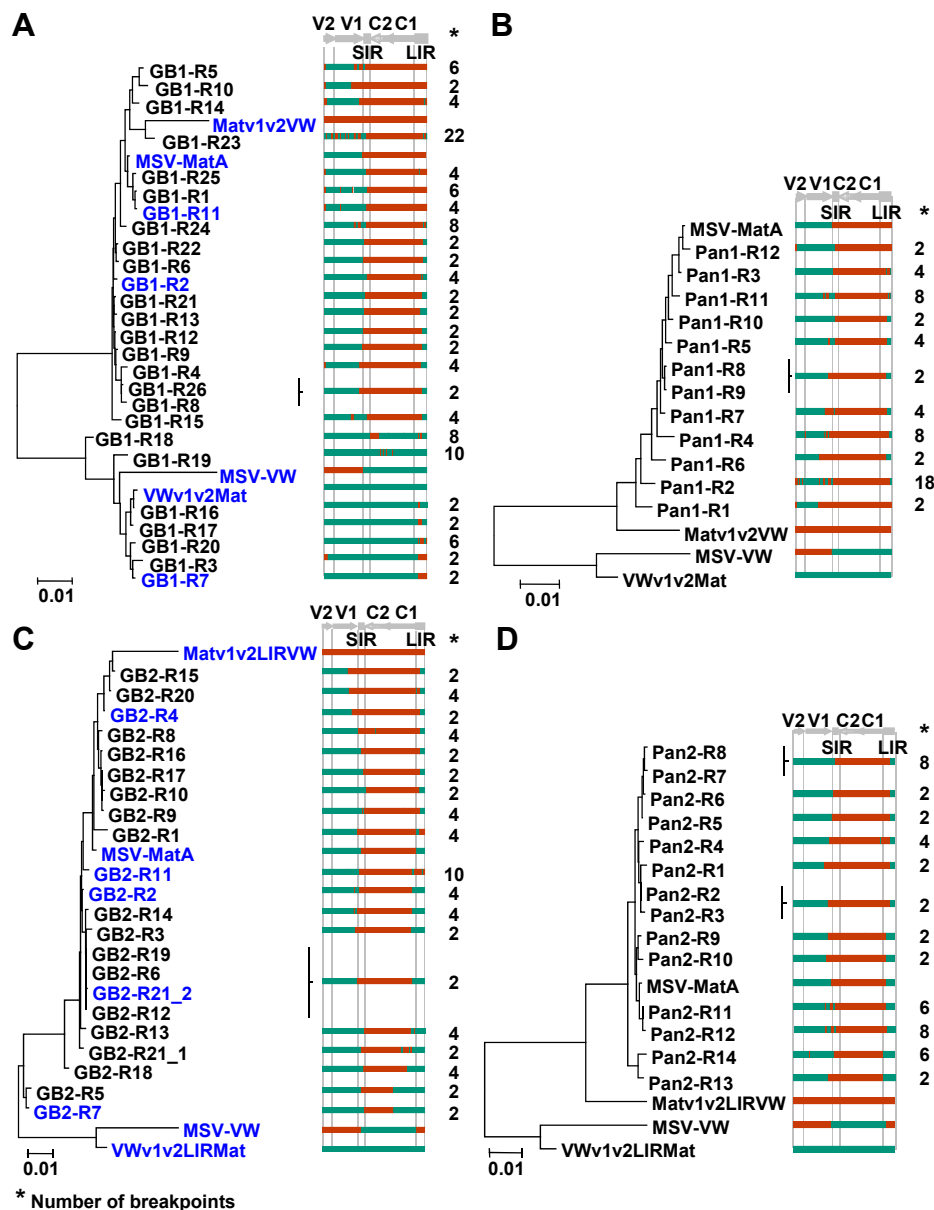 A
V2 V1 C2 C1 *
SIR LIR
GB1-R5 6
GB1-R10 2
GB1-R14 4
Matv1v2VW
GB1-R23 22
MSV-MatA
GB1-R25 4
GB1-R1 6
GB1-R11 4
GB1-R24 8
GB1-R22 2
GB1-R6 2
GB1-R2 4
GB1-R21 2
GB1-R13 2
GB1-R12 2
GB1-R9 2
GB1-R4 4
GB1-R26 2
GB1-R8
GB1-R15 4
GB1-R18 8
GB1-R19 10
MSV-VW
VWv1v2Mat
GB1-R16 2
GB1-R17 2
GB1-R20 6
GB1-R3 2
GB1-R7 2
0.01
B
V2 V1 C2 C1 *
SIR LIR
MSV-MatA
Pan1-R12 2
Pan1-R3 4
Pan1-R11 8
Pan1-R10 2
Pan1-R5 4
Pan1-R8 2
Pan1-R9
Pan1-R7 4
Pan1-R4 8
Pan1-R6 2
Pan1-R2 18
Pan1-R1 2
Matv1v2VW
MSV-VW
VWv1v2Mat
0.01
C
V2 V1 C2 C1 *
SIR LIR
Matv1v2LIRVW
GB2-R15 2
GB2-R20 4
GB2-R4 2
GB2-R8 4
GB2-R16 2
GB2-R17 2
GB2-R10 2
GB2-R9 4
GB2-R1 4
MSV-MatA
GB2-R11 10
GB2-R2 4
GB2-R14 4
GB2-R3 2
GB2-R19
GB2-R6 2
GB2-R21_2
GB2-R12
GB2-R13 4
GB2-R21_1 2
GB2-R18 4
GB2-R5 2
GB2-R7 2
MSV-VW
VWv1v2LIRMat
0.01
D
V2 V1 C2 C1 *
SIR LIR
Pan2-R8 8
Pan2-R7
Pan2-R6 2
Pan2-R5 2
Pan2-R4 4
Pan2-R1 2
Pan2-R2 2
Pan2-R3
Pan2-R9 2
Pan2-R10 2
MSV-MatA
Pan2-R11 6
Pan2-R12 8
Pan2-R14 6
Pan2-R13 2
Matv1v2LIRVW
MSV-VW
VWv1v2LIRMat
0.01
* Number of breakpoints